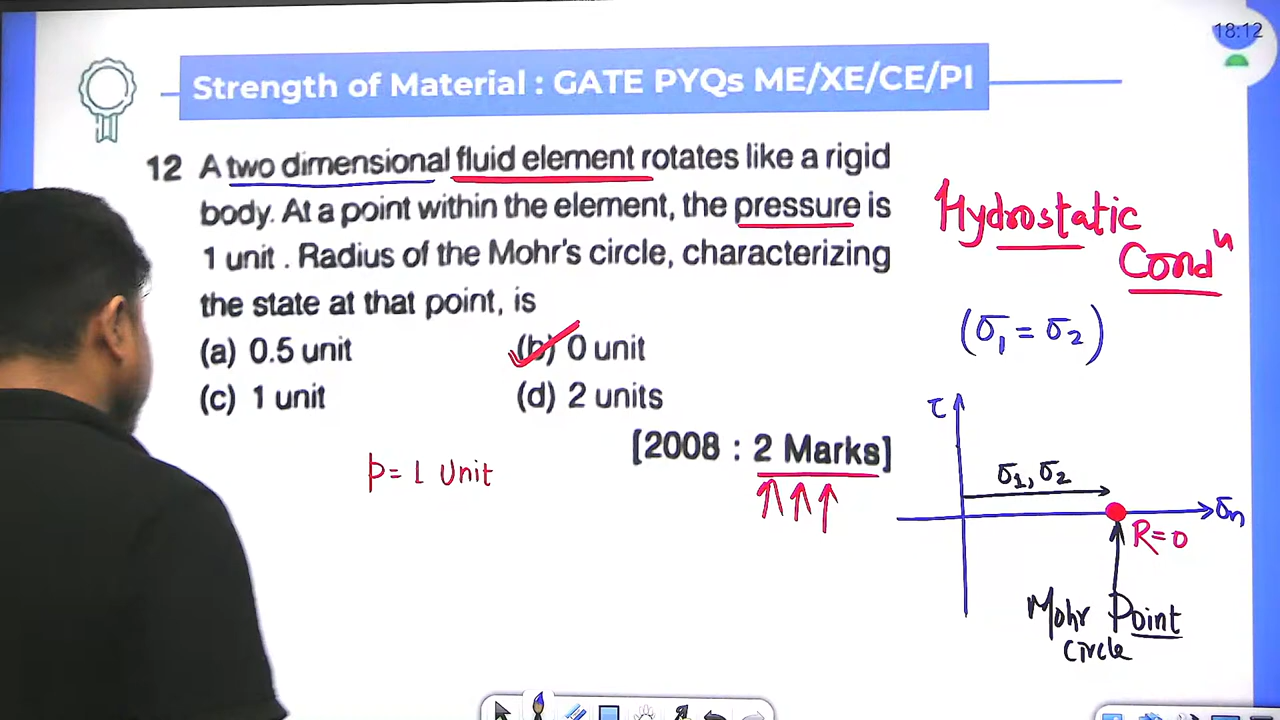 18:12
Strength of Material : GATE PYQs ME/XE/CE/PI
12 A two dimensional fluid element rotates like a rigid
body. At a point within the element, the pressure is
1 unit . Radius of the Mohr's circle, characterizing
the state at that point, is
(a) 0.5 unit (b) 0 unit
(c) 1 unit (d) 2 units
[2008 : 2 Marks]
p = 1 Unit
Hydrostatic
Condⁿ
(σ₁ = σ₂)
τ
σ₁, σ₂
σn
R=0
Mohr Point
circle